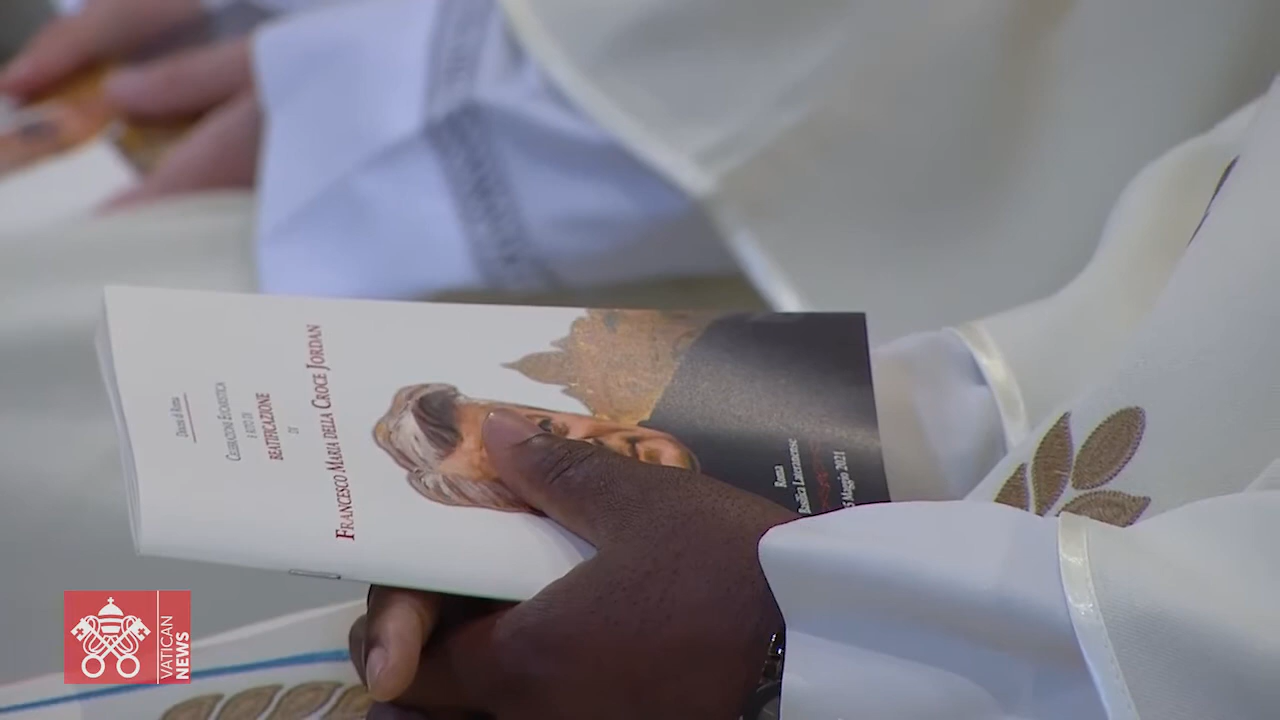 Diocesi di Roma
Celebrazione Eucaristica
e rito di
Beatificazione
di
Francesco Maria della Croce Jordan
Roma
Basilica Lateranense
5 Maggio 2021
VATICAN
NEWS